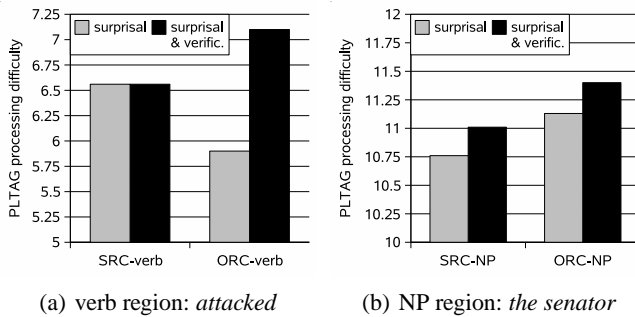 PLTAG processing difficulty
7.25
7
6.75
6.5
6.25
6
5.75
5.5
5.25
5
surprisal
surprisal
& verific.
SRC-verb ORC-verb
(a) verb region: attacked
PLTAG processing difficulty
12
11.75
11.5
11.25
11
10.75
10.5
10.25
10
surprisal
surprisal
& verific.
SRC-NP ORC-NP
(b) NP region: the senator